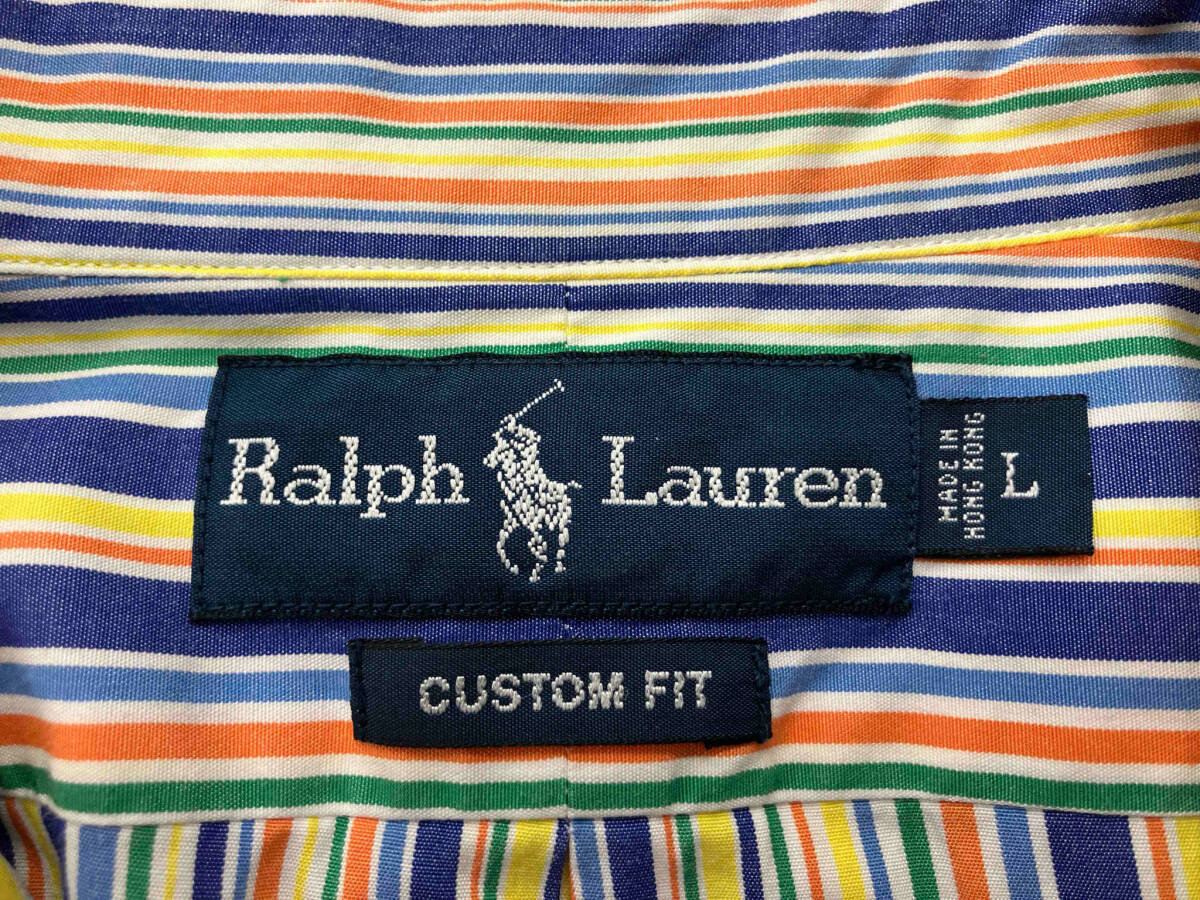 Ralph Lauren
MADE IN
HONG KONG
L
CUSTOM FIT